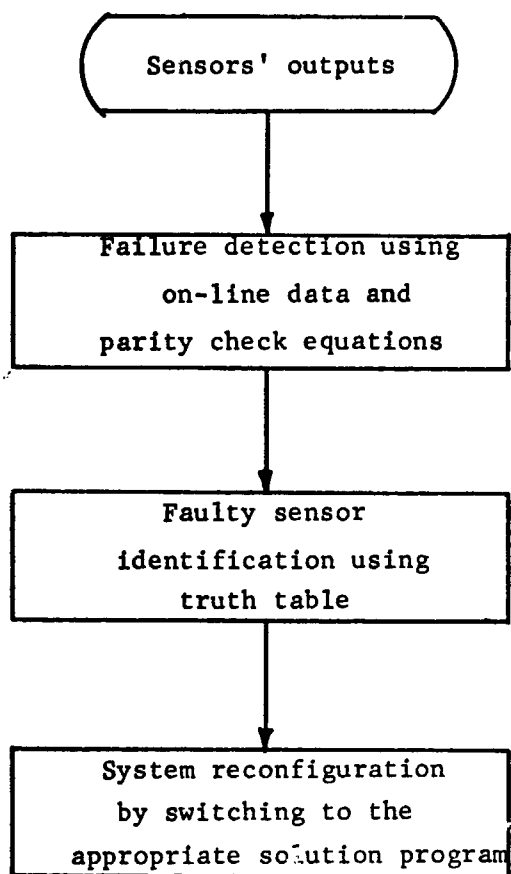 Sensors' outputs
Failure detection using
on-line data and
parity check equations
Faulty sensor
identification using
truth table
System reconfiguration
by switching to the
appropriate solution program